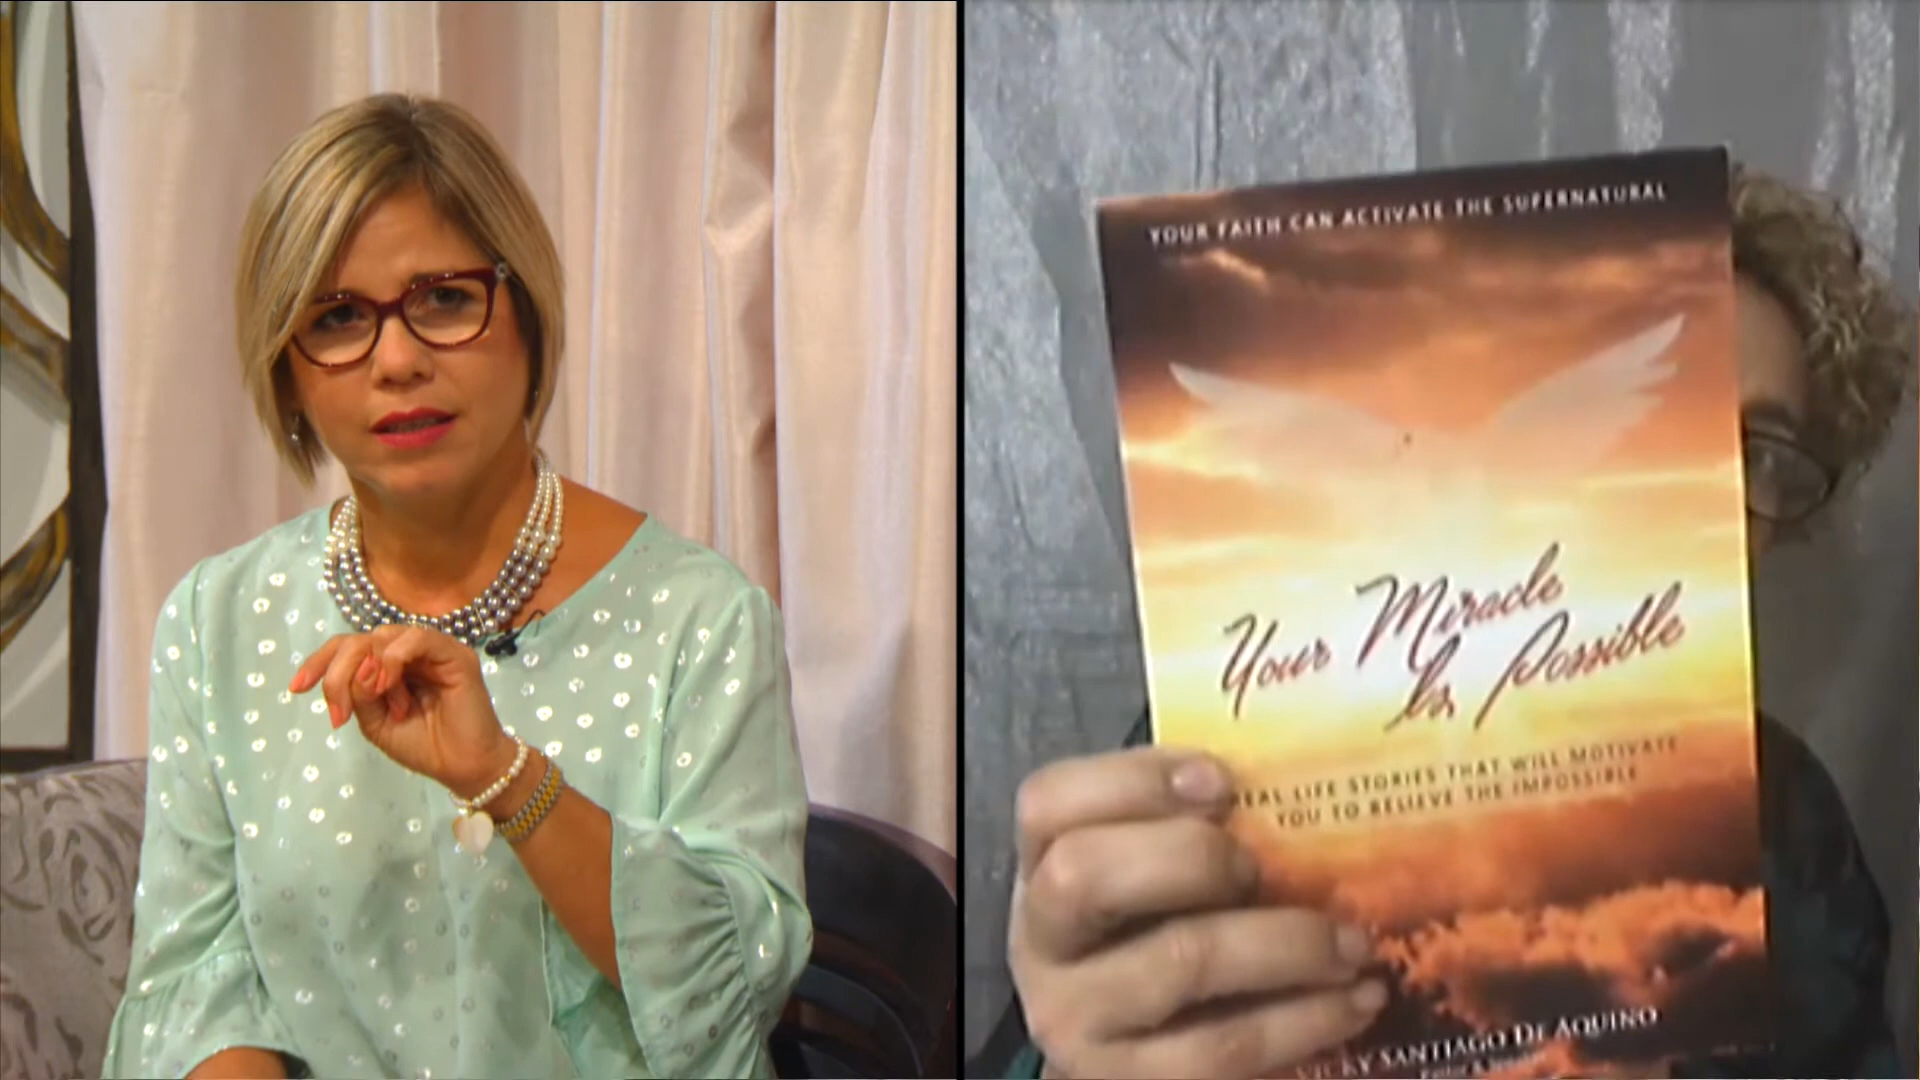 YOUR FAITH CAN ACTIVATE THE SUPERNATURAL
Your Miracle
Is Possible
REAL LIFE STORIES THAT WILL MOTIVATE
YOU TO BELIEVE THE IMPOSSIBLE
VICKY SANTIAGO DE AQUINO